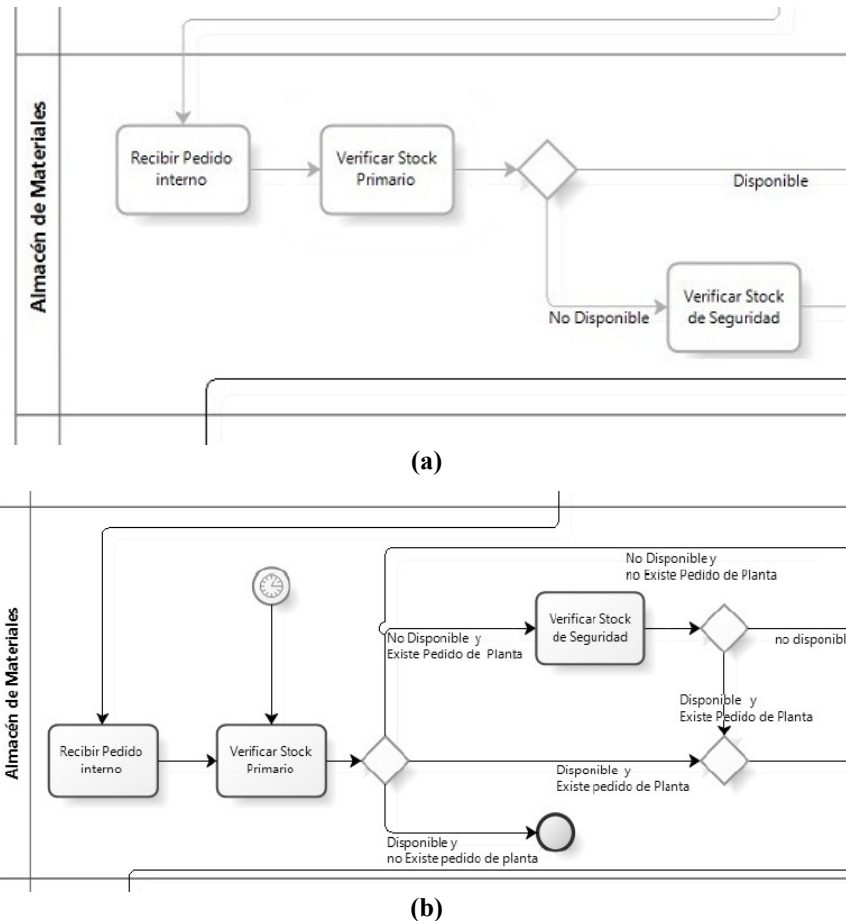 Almacén de Materiales
Recibir Pedido
interno
Verificar Stock
Primario
Disponible
No Disponible
Verificar Stock
de Seguridad
(a)
Almacén de Materiales
No Disponible y
no Existe Pedido de Planta
Verificar Stock
de Seguridad
No Disponible y
Existe Pedido de Planta
no disponibl
Disponible y
Existe Pedido de Planta
Recibir Pedido
interno
Verificar Stock
Primario
Disponible y
Existe pedido de Planta
Disponible y
no Existe pedido de planta
(b)